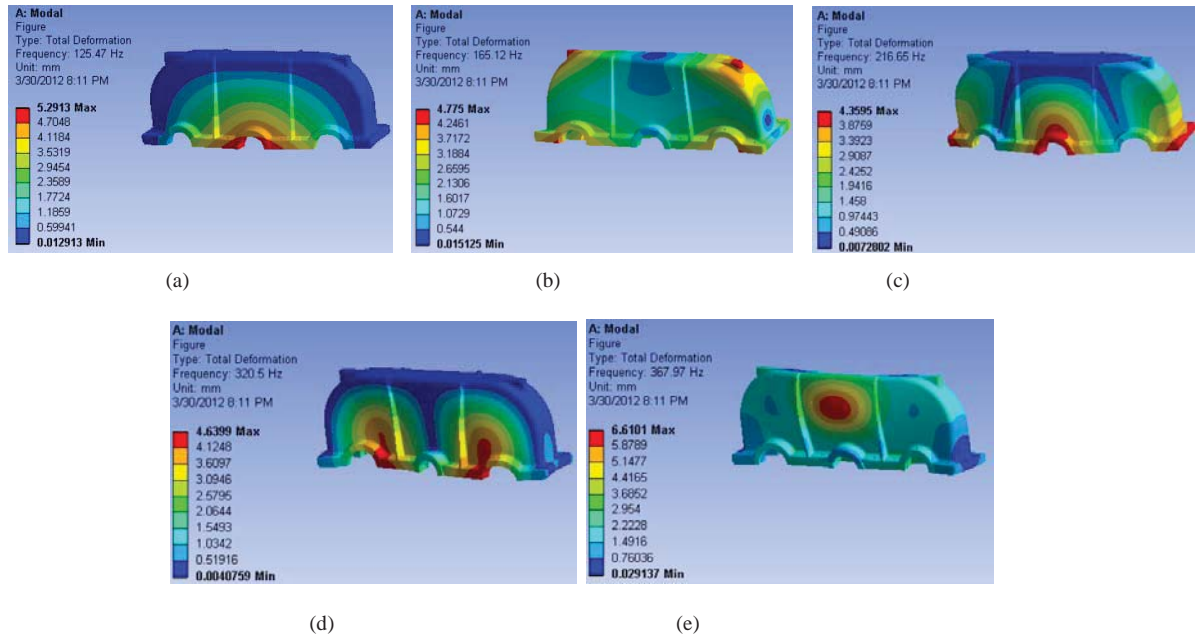 A: Modal
Figure
Type: Total Deformation
Frequency: 125.47 Hz
Unit: mm
3/30/2012 8:11 PM
5.2913 Max
4.7048
4.1184
3.5319
2.9454
2.3589
1.7724
1.1859
0.59941
0.012913 Min
(a)
A: Modal
Figure
Type: Total Deformation
Frequency: 165.12 Hz
Unit: mm
3/30/2012 8:11 PM
4.775 Max
4.2461
3.7172
3.1884
2.6595
2.1306
1.6017
1.0729
0.544
0.015125 Min
(b)
A: Modal
Figure
Type: Total Deformation
Frequency: 216.65 Hz
Unit: mm
3/30/2012 8:11 PM
4.3595 Max
3.8759
3.3923
2.9087
2.4252
1.9416
1.458
0.97443
0.49086
0.0072802 Min
(c)
A: Modal
Figure
Type: Total Deformation
Frequency: 320.5 Hz
Unit: mm
3/30/2012 8:11 PM
4.6399 Max
4.1248
3.6097
3.0946
2.5795
2.0644
1.5493
1.0342
0.51916
0.0040759 Min
(d)
A: Modal
Figure
Type: Total Deformation
Frequency: 367.97 Hz
Unit: mm
3/30/2012 8:11 PM
6.6101 Max
5.8789
5.1477
4.4165
3.6852
2.954
2.2228
1.4916
0.76036
0.029137 Min
(e)